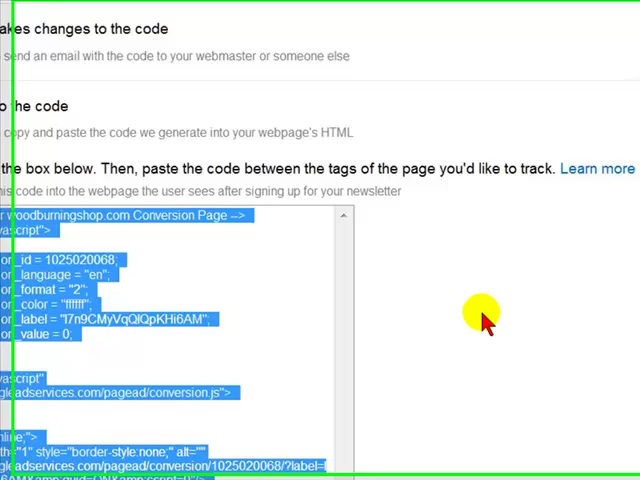 akes changes to the code
send an email with the code to your webmaster or someone else
o the code
copy and paste the code we generate into your webpage's HTML
the box below. Then, paste the code between the tags of the page you'd like to track. Learn more
his code into the webpage the user sees after signing up for your newsletter
r woodburningshop.com Conversion Page -->
vascript">
on_id = 1025020068;
on_language = "en";
on_format = "2";
on_color = "ffffff";
on_label =
on_value = 0;
vascript"
gleadservices.com/pagead/conversion.js">
nline;">
th="1" style="border-style:none;" alt=""
gleadservices.com/pagead/conversion/1025020068/?label=